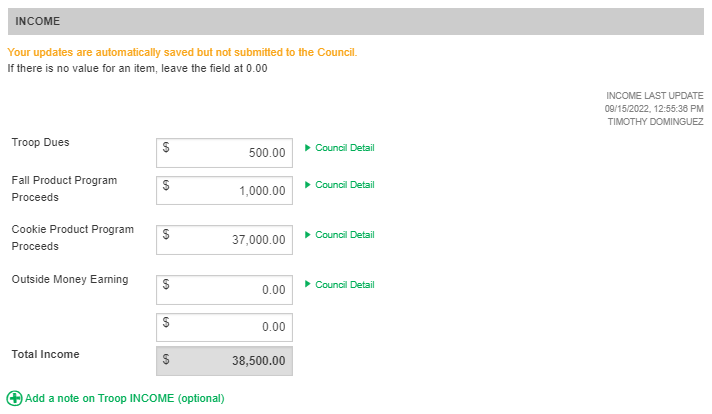 INCOME
Your updates are automatically saved but not submitted to the Council.
If there is no value for an item, leave the field at 0.00
INCOME LAST UPDATE
09/15/2022, 12:55:36 PM
TIMOTHY DOMINGUEZ
Troop Dues $ 500.00 Council Detail
Fall Product Program
Proceeds $ 1,000.00 Council Detail
Cookie Product Program
Proceeds $ 37,000.00 Council Detail
Outside Money Earning $ 0.00 Council Detail
$ 0.00
Total Income $ 38,500.00
Add a note on Troop INCOME (optional)